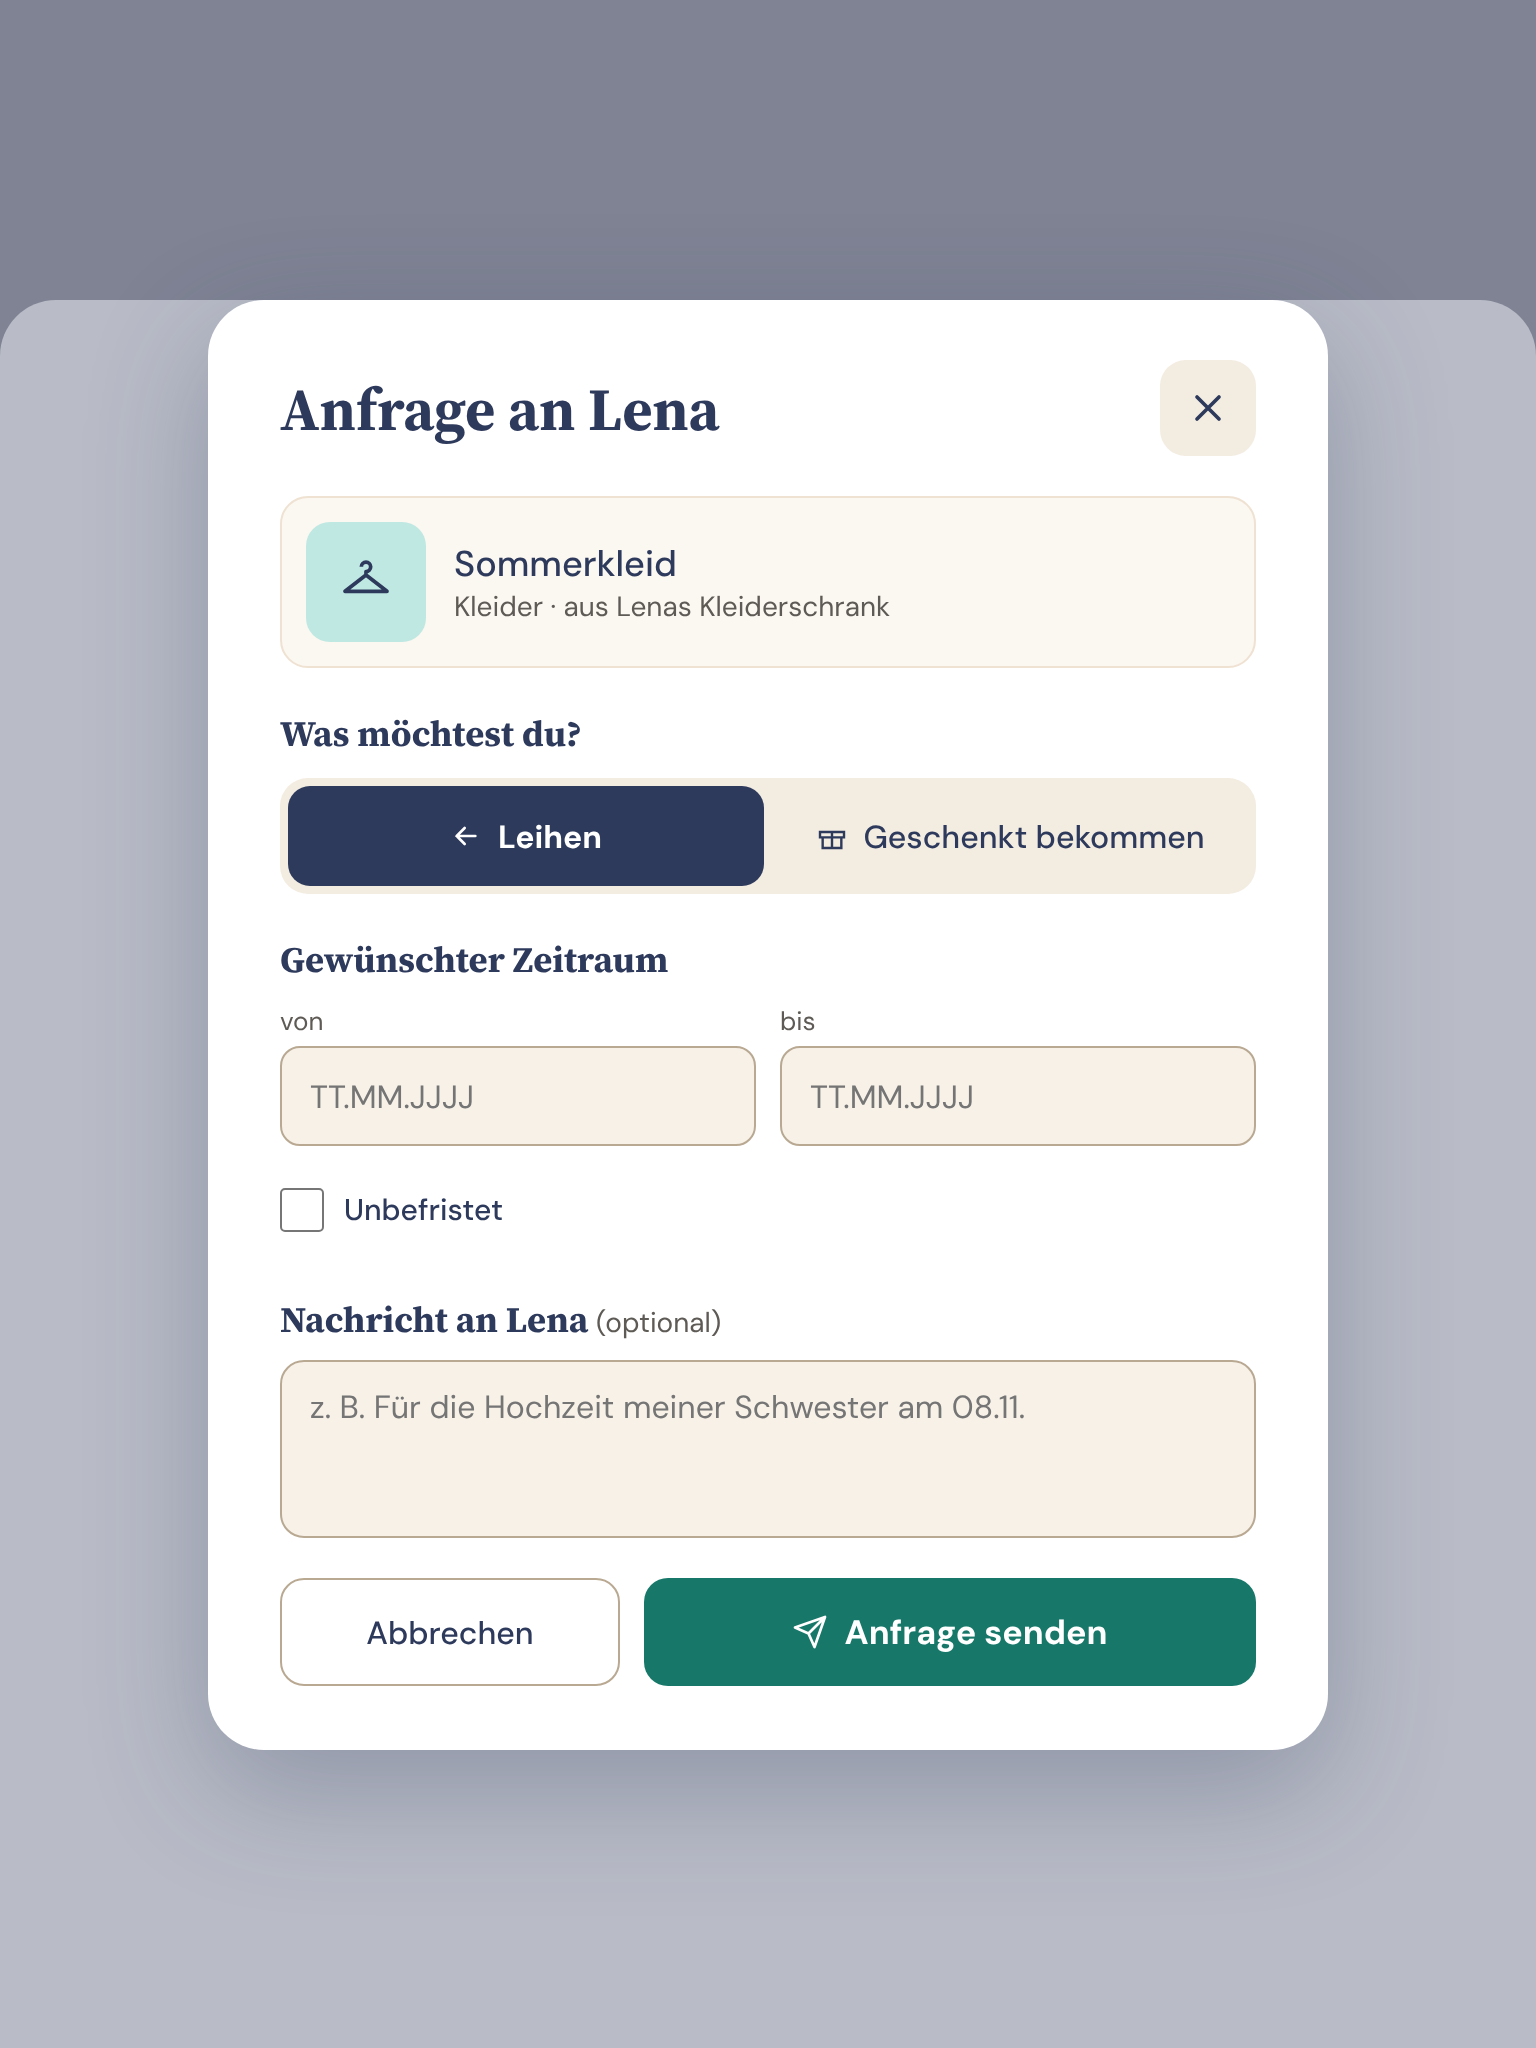 Anfrage an Lena
Sommerkleid
Kleider · aus Lenas Kleiderschrank
Was möchtest du?
Leihen
Geschenkt bekommen
Gewünschter Zeitraum
von
bis
TT.MM.JJJJ
TT.MM.JJJJ
Unbefristet
Nachricht an Lena (optional)
z. B. Für die Hochzeit meiner Schwester am 08.11.
Abbrechen
Anfrage senden